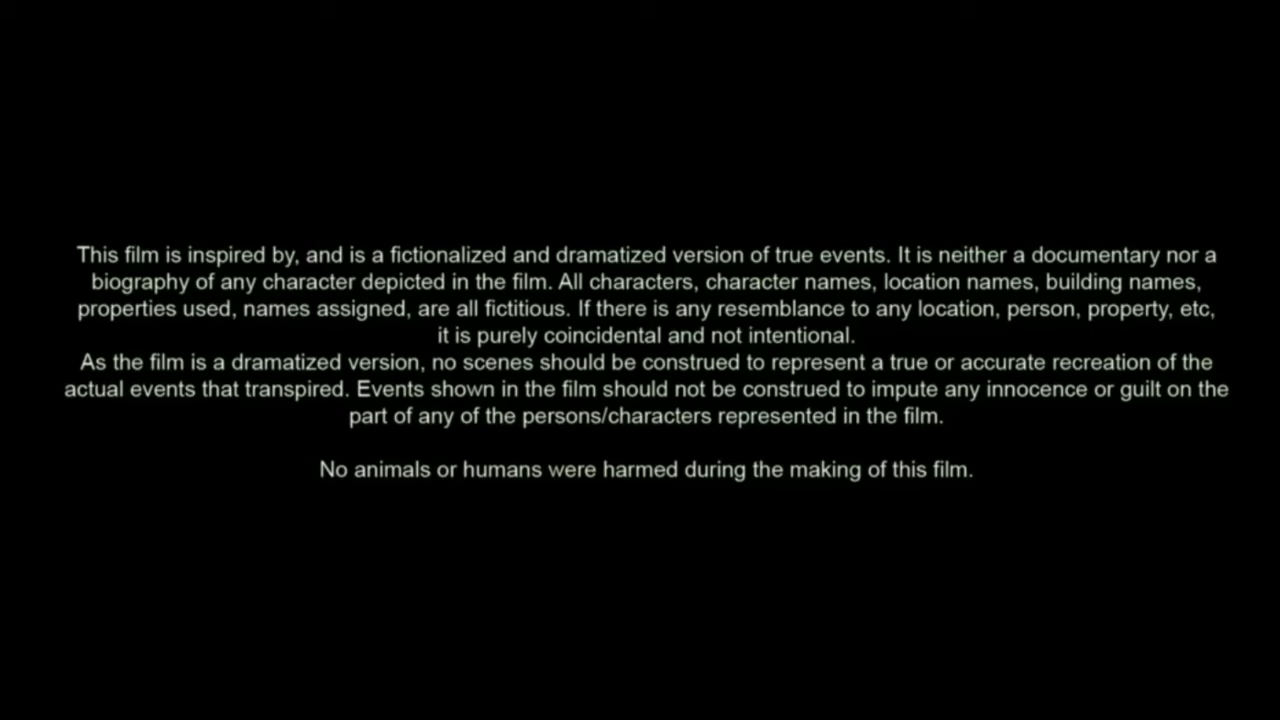 This film is inspired by, and is a fictionalized and dramatized version of true events. It is neither a documentary nor a
biography of any character depicted in the film. All characters, character names, location names, building names,
properties used, names assigned, are all fictitious. If there is any resemblance to any location, person, property, etc,
it is purely coincidental and not intentional.
As the film is a dramatized version, no scenes should be construed to represent a true or accurate recreation of the
actual events that transpired. Events shown in the film should not be construed to impute any innocence or guilt on the
part of any of the persons/characters represented in the film.
No animals or humans were harmed during the making of this film.